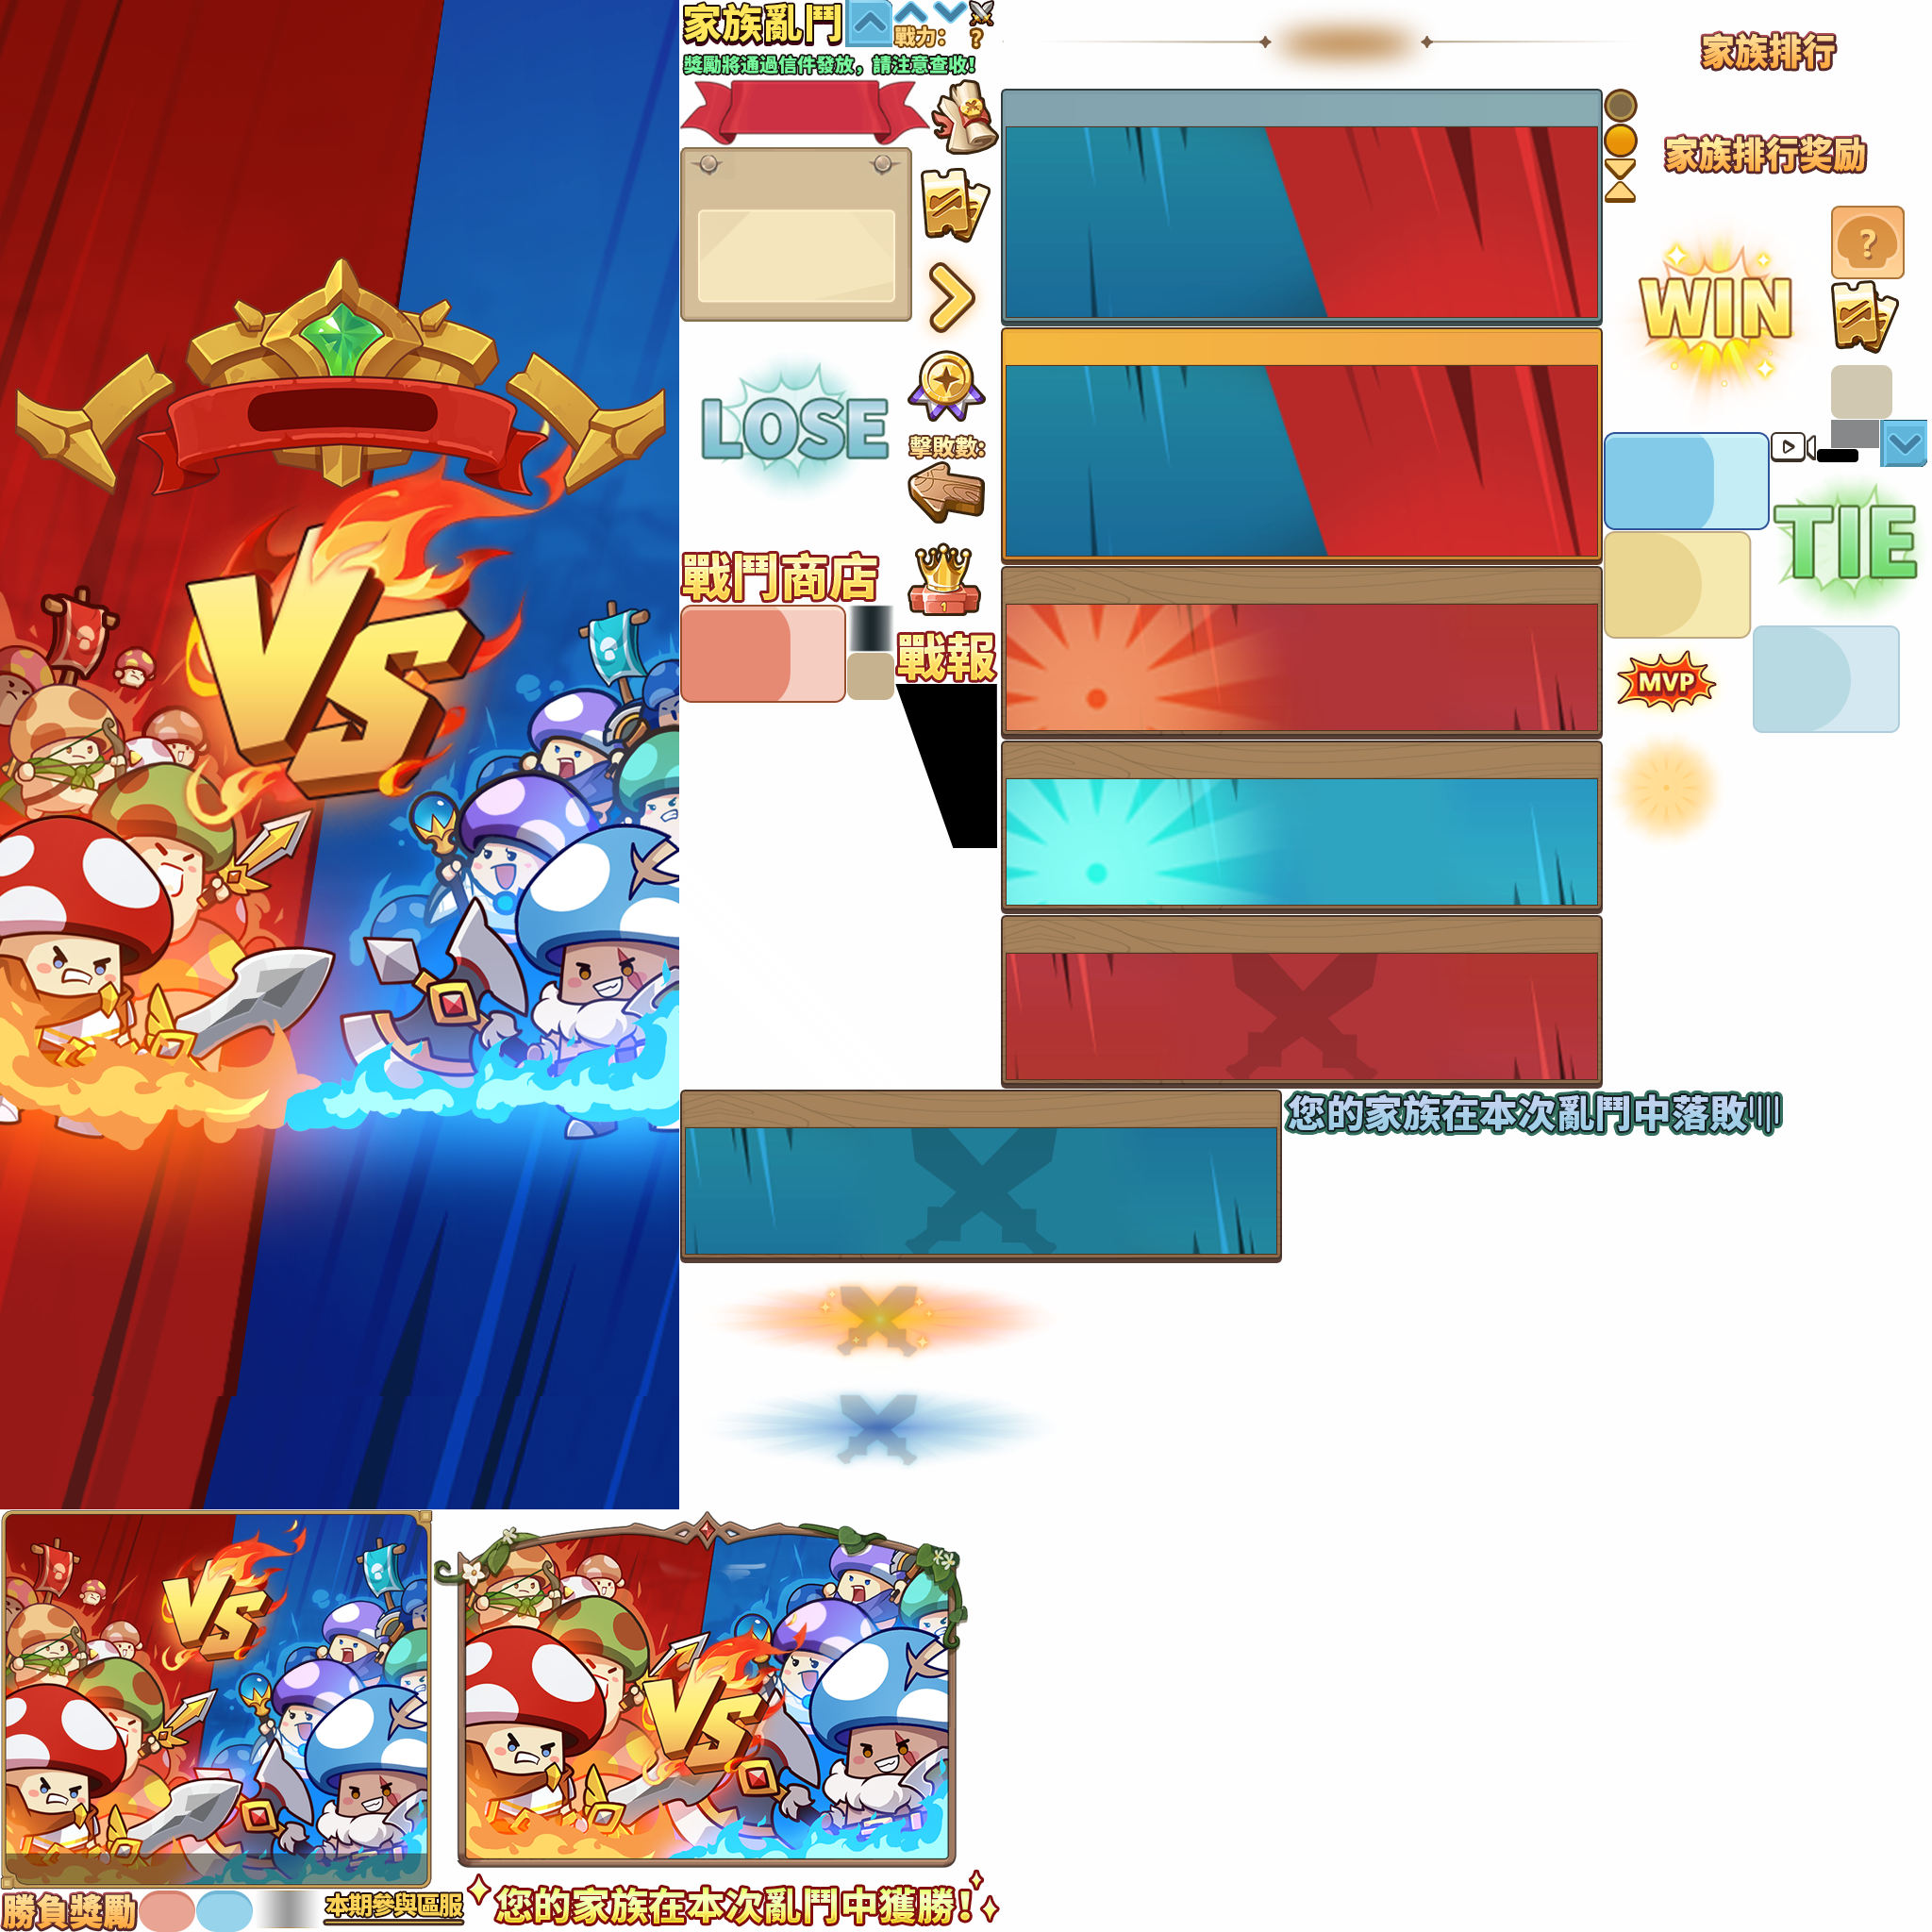 家族亂鬥
戰力:
?
獎勵將通過信件發放，請注意查收!
家族排行
家族排行奖励
?
WIN
LOSE
擊敗數:
TIE
戰鬥商店
1
戰報
MVP
VS
您的家族在本次亂鬥中落敗
VS
VS
勝負獎勵
本期參與區服
您的家族在本次亂鬥中獲勝!